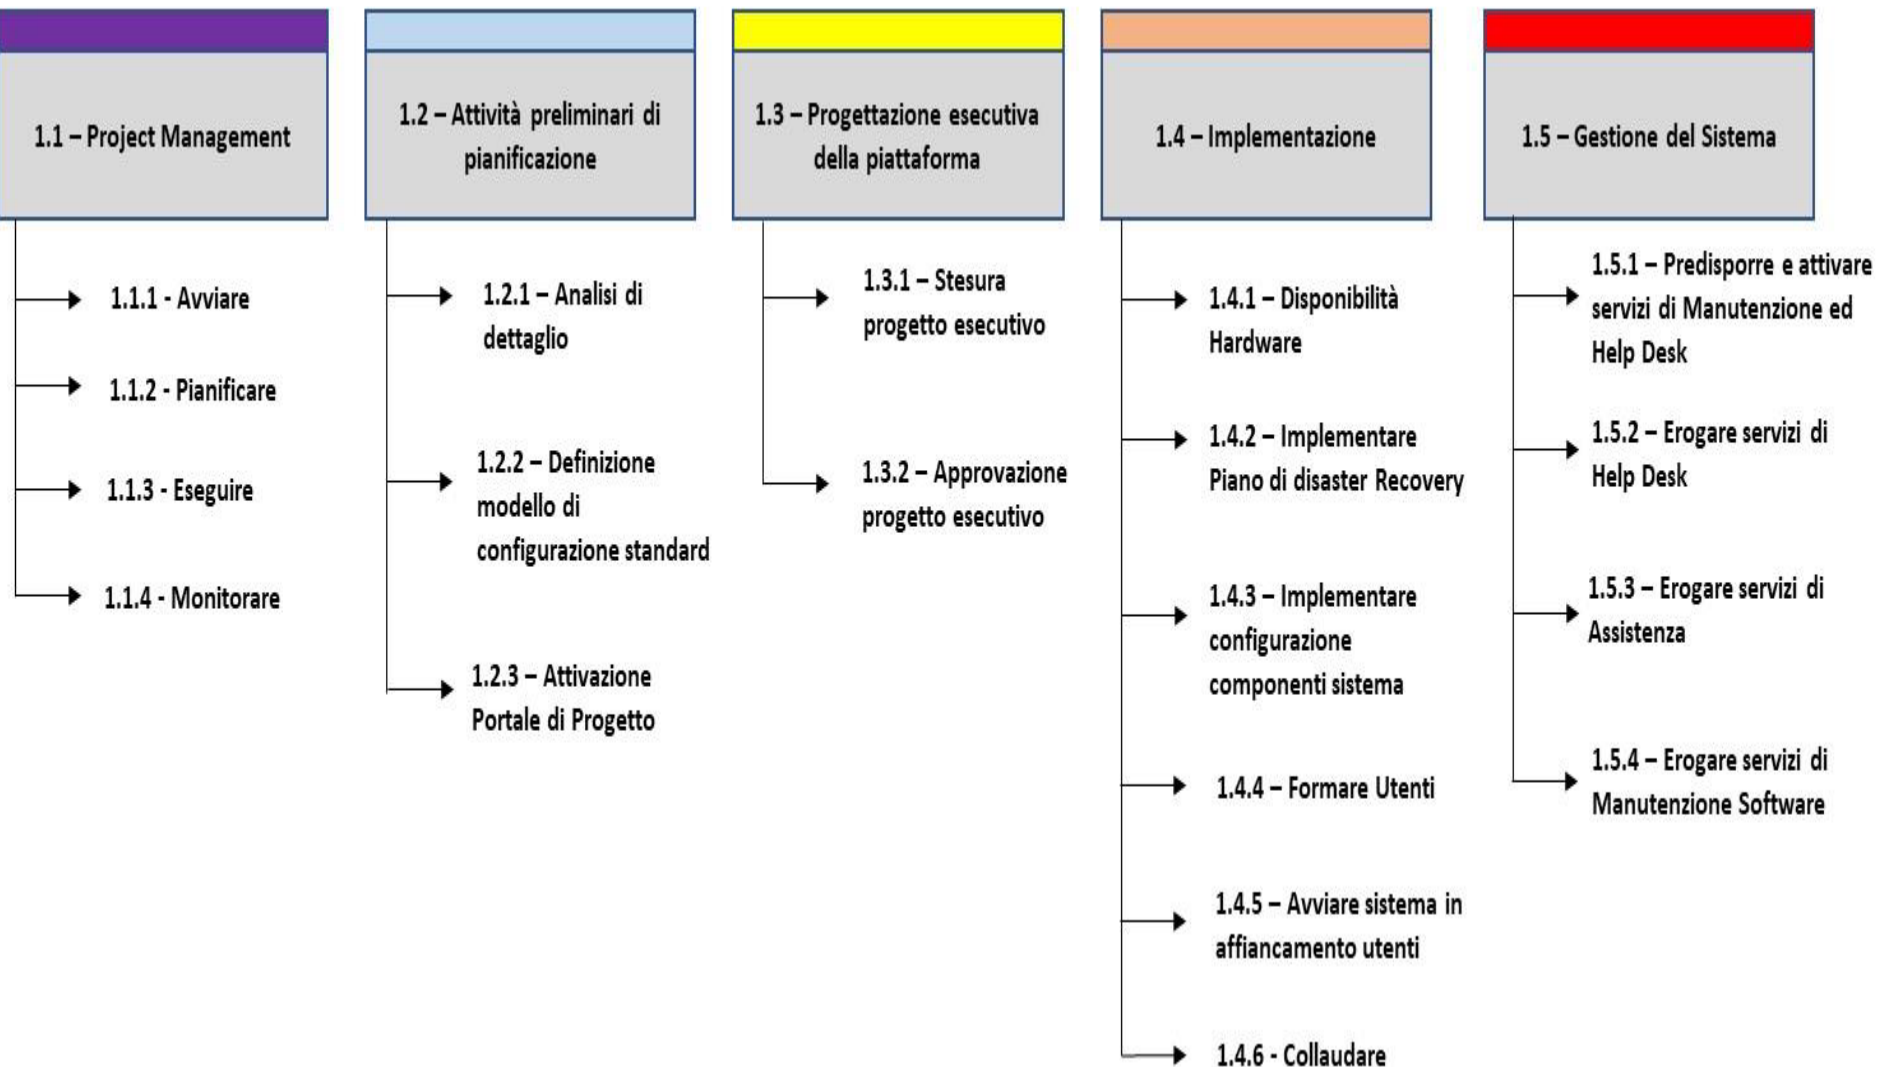 1.1 – Project Management
1.1.1 - Avviare
1.1.2 - Pianificare
1.1.3 - Eseguire
1.1.4 - Monitorare
1.2 – Attività preliminari di
pianificazione
1.2.1 – Analisi di
dettaglio
1.2.2 – Definizione
modello di
configurazione standard
1.2.3 – Attivazione
Portale di Progetto
1.3 – Progettazione esecutiva
della piattaforma
1.3.1 – Stesura
progetto esecutivo
1.3.2 – Approvazione
progetto esecutivo
1.4 – Implementazione
1.4.1 – Disponibilità
Hardware
1.4.2 – Implementare
Piano di disaster Recovery
1.4.3 – Implementare
configurazione
componenti sistema
1.4.4 – Formare Utenti
1.4.5 – Avviare sistema in
affiancamento utenti
1.4.6 - Collaudare
1.5 – Gestione del Sistema
1.5.1 – Predisporre e attivare
servizi di Manutenzione ed
Help Desk
1.5.2 – Erogare servizi di
Help Desk
1.5.3 – Erogare servizi di
Assistenza
1.5.4 – Erogare servizi di
Manutenzione Software